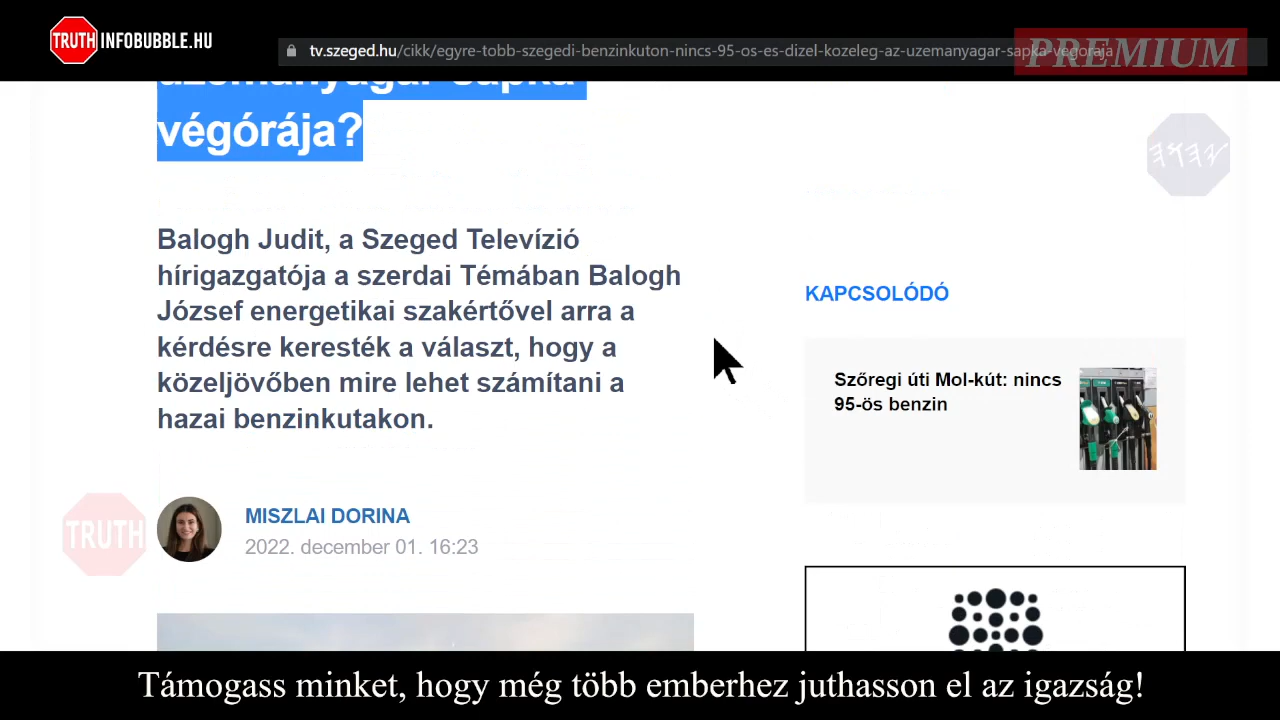 TRUTH INFOBUBBLE.HU
tv.szeged.hu/cikk/egyre-tobb-szegedi-benzinkuton-nincs-95-os-es-dizel-kozeleg-az-uzemanyagar-sapka-vegoraja
PREMIUM
üzemanyagár-sapka
végórája?
Balogh Judit, a Szeged Televízió
hírigazgatója a szerdai Témában Balogh
József energetikai szakértővel arra a
kérdésre keresték a választ, hogy a
közeljövőben mire lehet számítani a
hazai benzinkutakon.
KAPCSOLÓDÓ
Szőregi úti Mol-kút: nincs
95-ös benzin
TRUTH
MISZLAI DORINA
2022. december 01. 16:23
Támogass minket, hogy még több emberhez juthasson el az igazság!